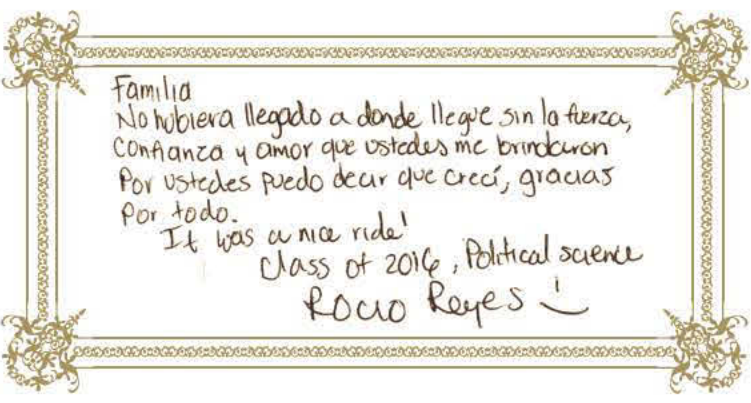 Familia
No hubiera llegado a donde llegue sin la fuerza,
confianza y amor que ustedes me brindaron
Por ustedes puedo decir que crecí, gracias
Por todo.
It was a nice ride!
Class of 2016, Political science
Rocio Reyes